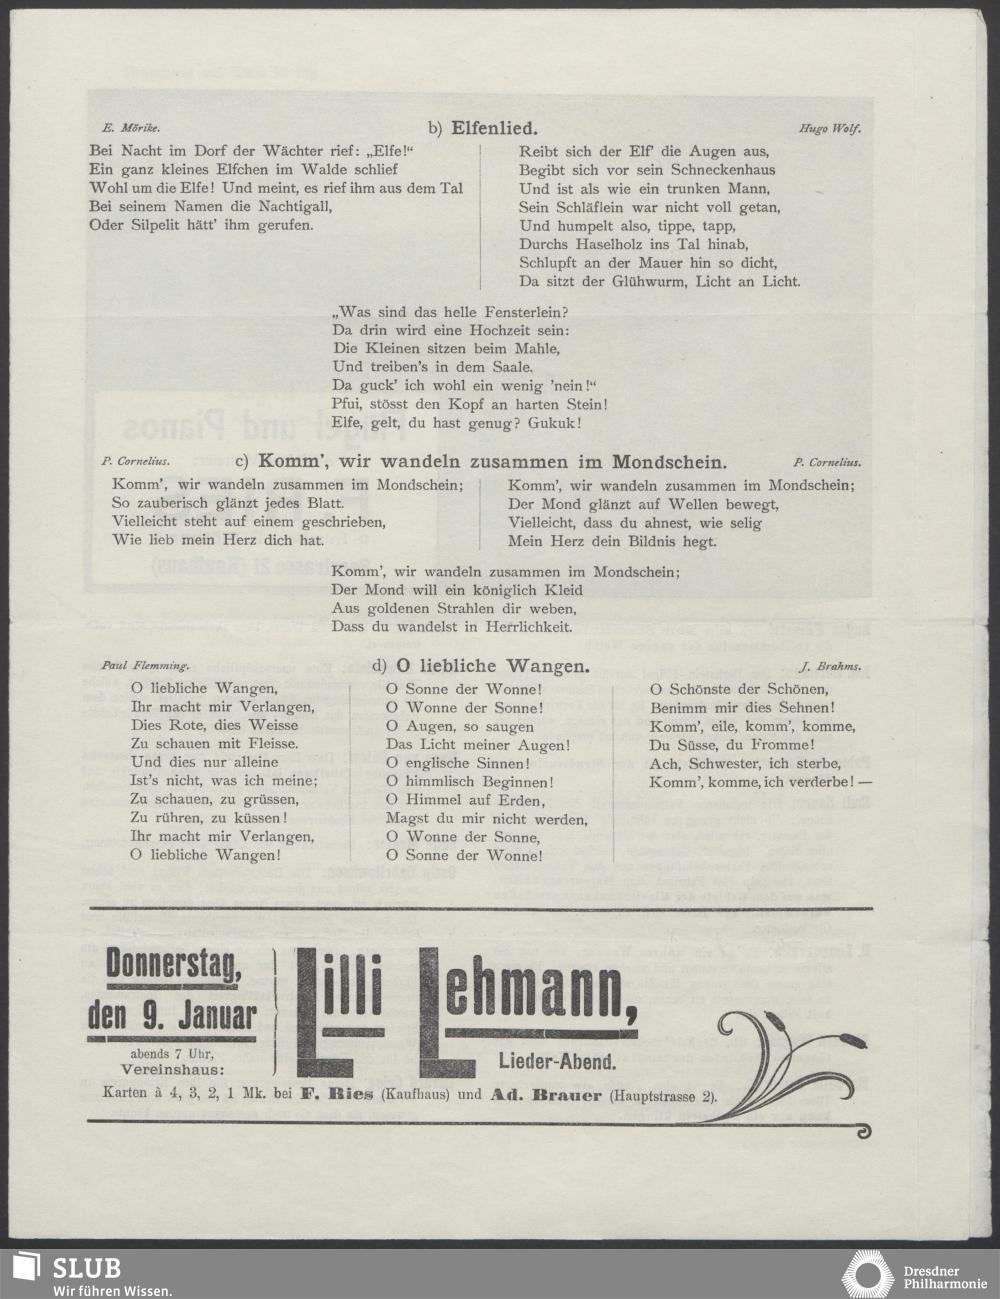 E. Mörike.
b) Elfenlied.
Hugo Wolf.
Bei Nacht im Dorf der Wächter rief: „Elfe!“
Ein ganz kleines Elfchen im Walde schlief
Wohl um die Elfe! Und meint, es rief ihm aus dem Tal
Bei seinem Namen die Nachtigall,
Oder Silpelit hätt’ ihm gerufen.
Reibt sich der Elf’ die Augen aus,
Begibt sich vor sein Schneckenhaus
Und ist als wie ein trunken Mann,
Sein Schläflein war nicht voll getan,
Und humpelt also, tippe, tapp,
Durchs Haselholz ins Tal hinab,
Schlupft an der Mauer hin so dicht,
Da sitzt der Glühwurm, Licht an Licht.
„Was sind das helle Fensterlein?
Da drin wird eine Hochzeit sein:
Die Kleinen sitzen beim Mahle,
Und treiben’s in dem Saale.
Da guck’ ich wohl ein wenig ’nein!“
Pfui, stösst den Kopf an harten Stein!
Elfe, gelt, du hast genug? Gukuk!
P. Cornelius.
c) Komm’, wir wandeln zusammen im Mondschein.
P. Cornelius.
Komm’, wir wandeln zusammen im Mondschein;
So zauberisch glänzt jedes Blatt.
Vielleicht steht auf einem geschrieben,
Wie lieb mein Herz dich hat.
Komm’, wir wandeln zusammen im Mondschein;
Der Mond glänzt auf Wellen bewegt,
Vielleicht, dass du ahnest, wie selig
Mein Herz dein Bildnis hegt.
Komm’, wir wandeln zusammen im Mondschein;
Der Mond will ein königlich Kleid
Aus goldenen Strahlen dir weben,
Dass du wandelst in Herrlichkeit.
Paul Flemming.
d) O liebliche Wangen.
J. Brahms.
O liebliche Wangen,
Ihr macht mir Verlangen,
Dies Rote, dies Weisse
Zu schauen mit Fleisse.
Und dies nur alleine
Ist’s nicht, was ich meine;
Zu schauen, zu grüssen,
Zu rühren, zu küssen!
Ihr macht mir Verlangen,
O liebliche Wangen!
O Sonne der Wonne!
O Wonne der Sonne!
O Augen, so saugen
Das Licht meiner Augen!
O englische Sinnen!
O himmlisch Beginnen!
O Himmel auf Erden,
Magst du mir nicht werden,
O Wonne der Sonne,
O Sonne der Wonne!
O Schönste der Schönen,
Benimm mir dies Sehnen!
Komm’, eile, komm’, komme,
Du Süsse, du Fromme!
Ach, Schwester, ich sterbe,
Komm’, komme, ich verderbe! —
Donnerstag,
den 9. Januar
abends 7 Uhr,
Vereinshaus:
Lilli Lehmann,
Lieder-Abend.
Karten à 4, 3, 2, 1 Mk. bei F. Ries (Kaufhaus) und Ad. Brauer (Hauptstrasse 2).
SLUB
Wir führen Wissen.
Dresdner
Philharmonie